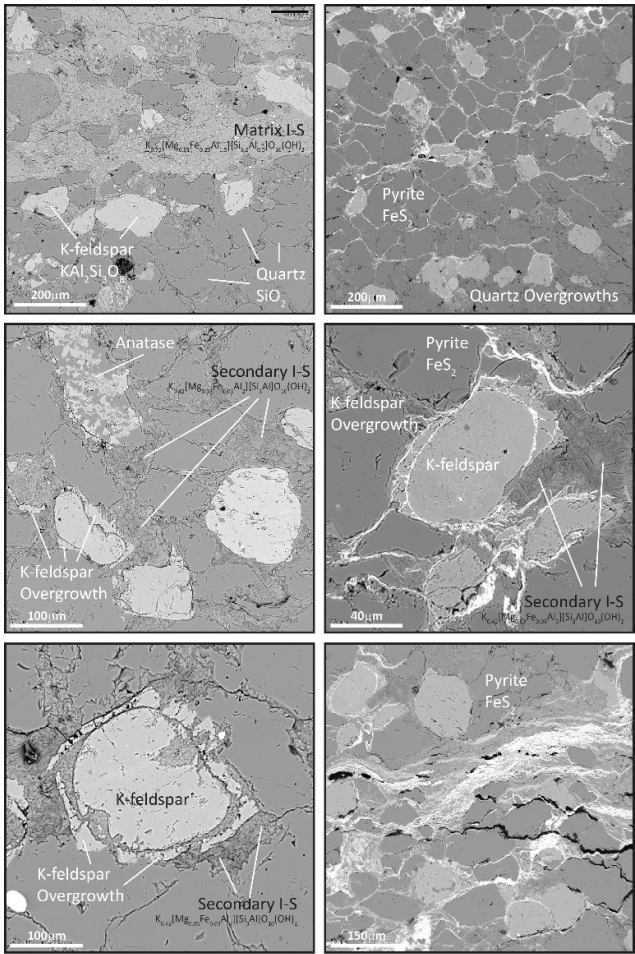 Matrix I-S
K-feldspar
KAl₂Si₃O₈
Quartz
SiO₂
200µm
Pyrite
FeS₂
200µm
Quartz Overgrowths
Anatase
Secondary I-S
K-feldspar
Overgrowth
100µm
Pyrite
FeS₂
K-feldspar
Overgrowth
K-feldspar
Secondary I-S
40µm
K-feldspar
K-feldspar
Overgrowth
Secondary I-S
100µm
Pyrite
FeS₂
150µm